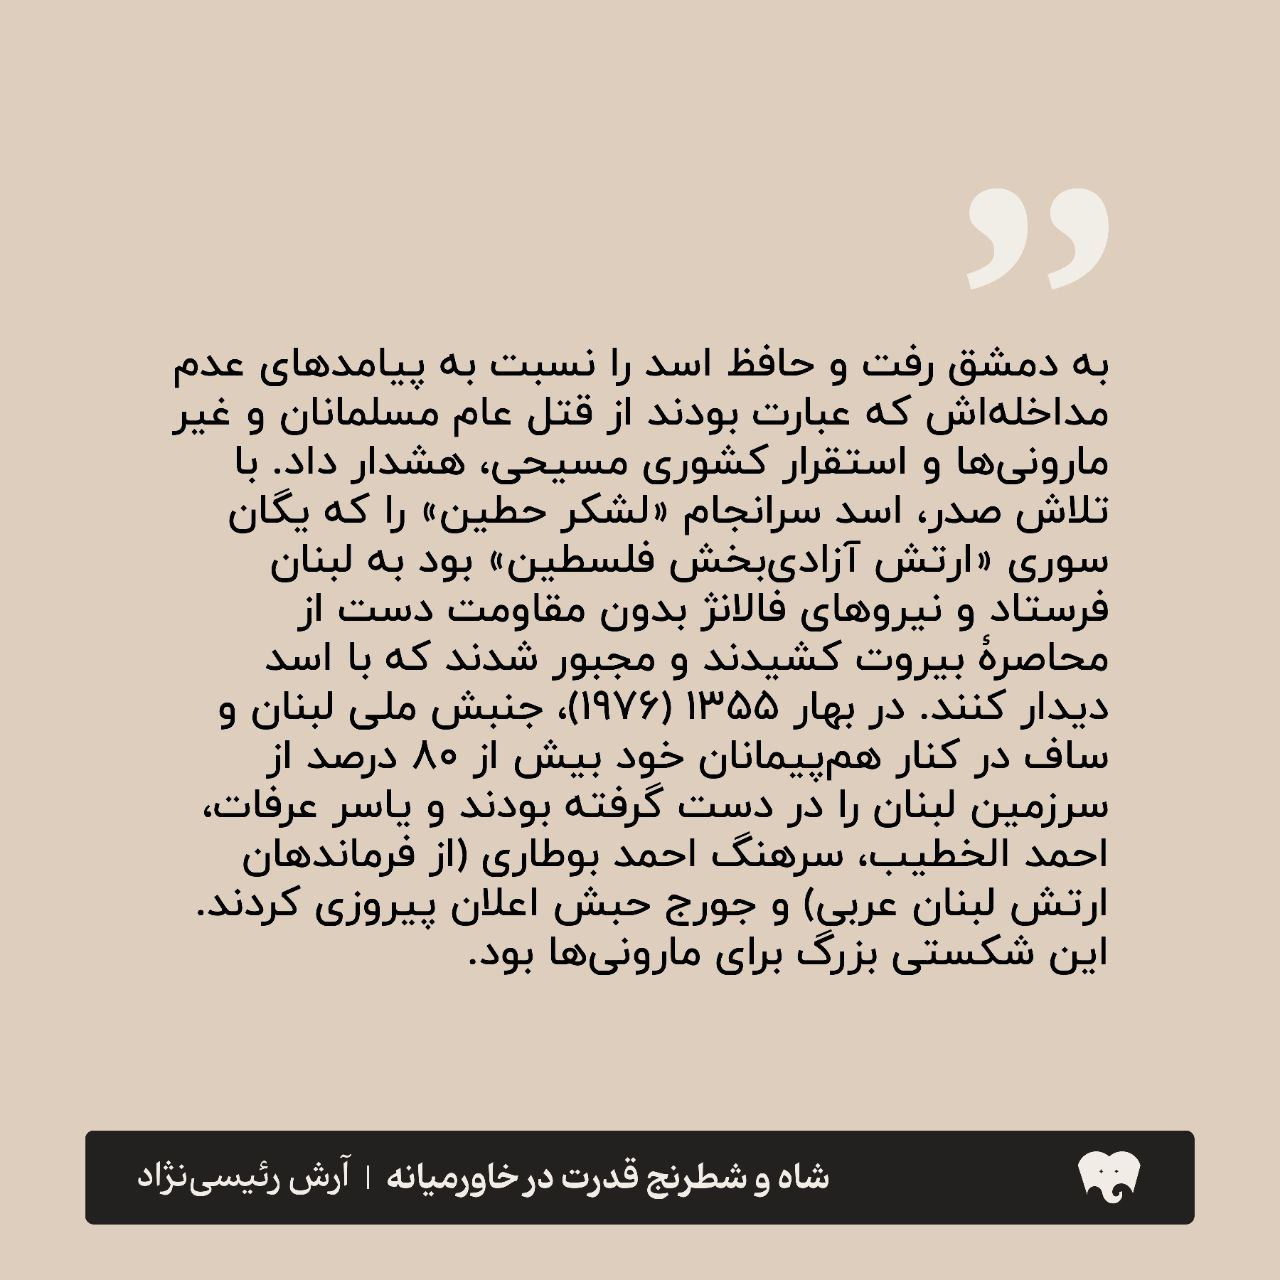 به دمشق رفت و حافظ اسد را نسبت به پیامدهای عدم
مداخله‌اش که عبارت بودند از قتل عام مسلمانان و غیر
مارونی‌ها و استقرار کشوری مسیحی، هشدار داد. با
تلاش صدر، اسد سرانجام «لشکر حطین» را که یگان
سوری «ارتش آزادی‌بخش فلسطین» بود به لبنان
فرستاد و نیروهای فالانژ بدون مقاومت دست از
محاصرهٔ بیروت کشیدند و مجبور شدند که با اسد
دیدار کنند. در بهار ۱۳۵۵ (۱۹۷۶)، جنبش ملی لبنان و
ساف در کنار هم‌پیمانان خود بیش از ۸۰ درصد از
سرزمین لبنان را در دست گرفته بودند و یاسر عرفات،
احمد الخطیب، سرهنگ احمد بوطاری (از فرماندهان
ارتش لبنان عربی) و جورج حبش اعلان پیروزی کردند.
این شکستی بزرگ برای مارونی‌ها بود.
شاه و شطرنج قدرت در خاورمیانه | آرش رئیسی‌نژاد